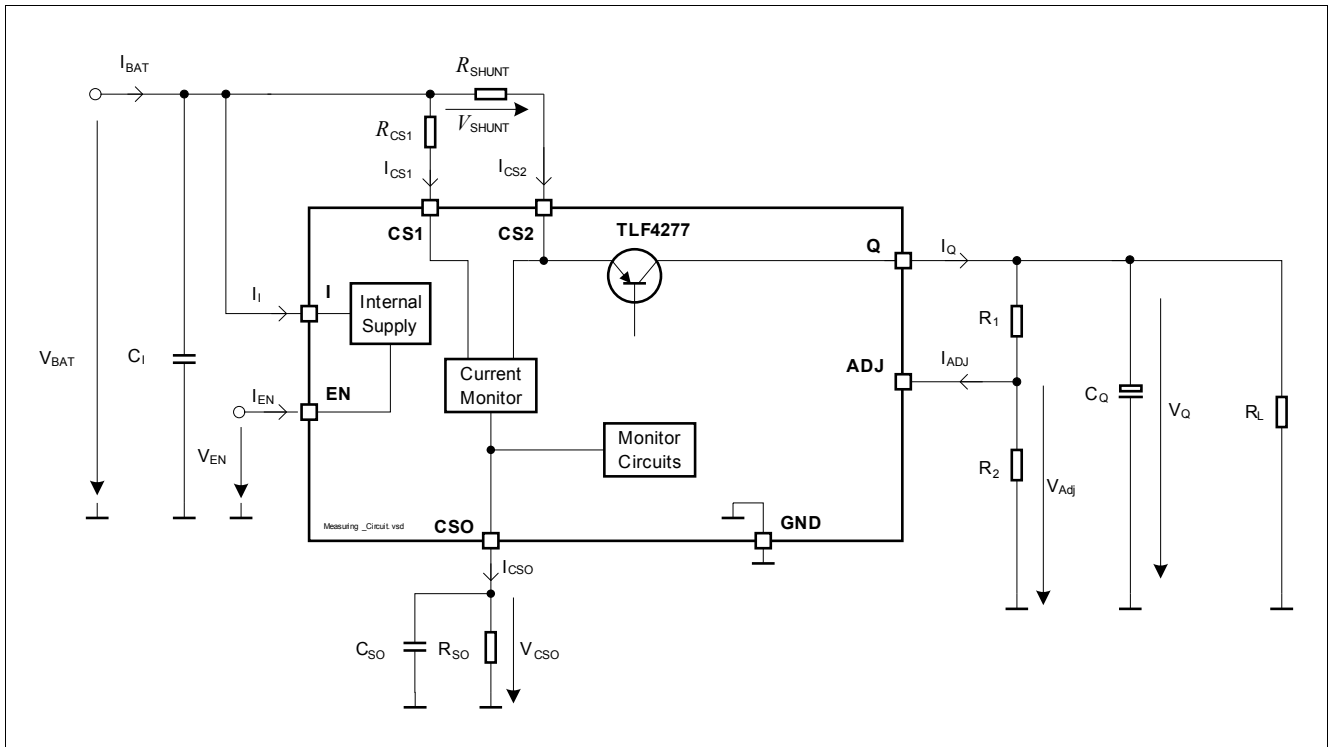 I_BAT
R_SHUNT
V_SHUNT
R_CS1
I_CS1
I_CS2
CS1
CS2
TLF4277
Q
I_Q
I_I
I
Internal
Supply
R_1
V_BAT
C_I
Current
Monitor
ADJ
I_ADJ
EN
I_EN
C_Q
V_Q
R_L
Monitor
Circuits
V_EN
R_2
V_Adj
Measuring _Circuit.vsd
CSO
GND
I_CSO
C_SO
R_SO
V_CSO